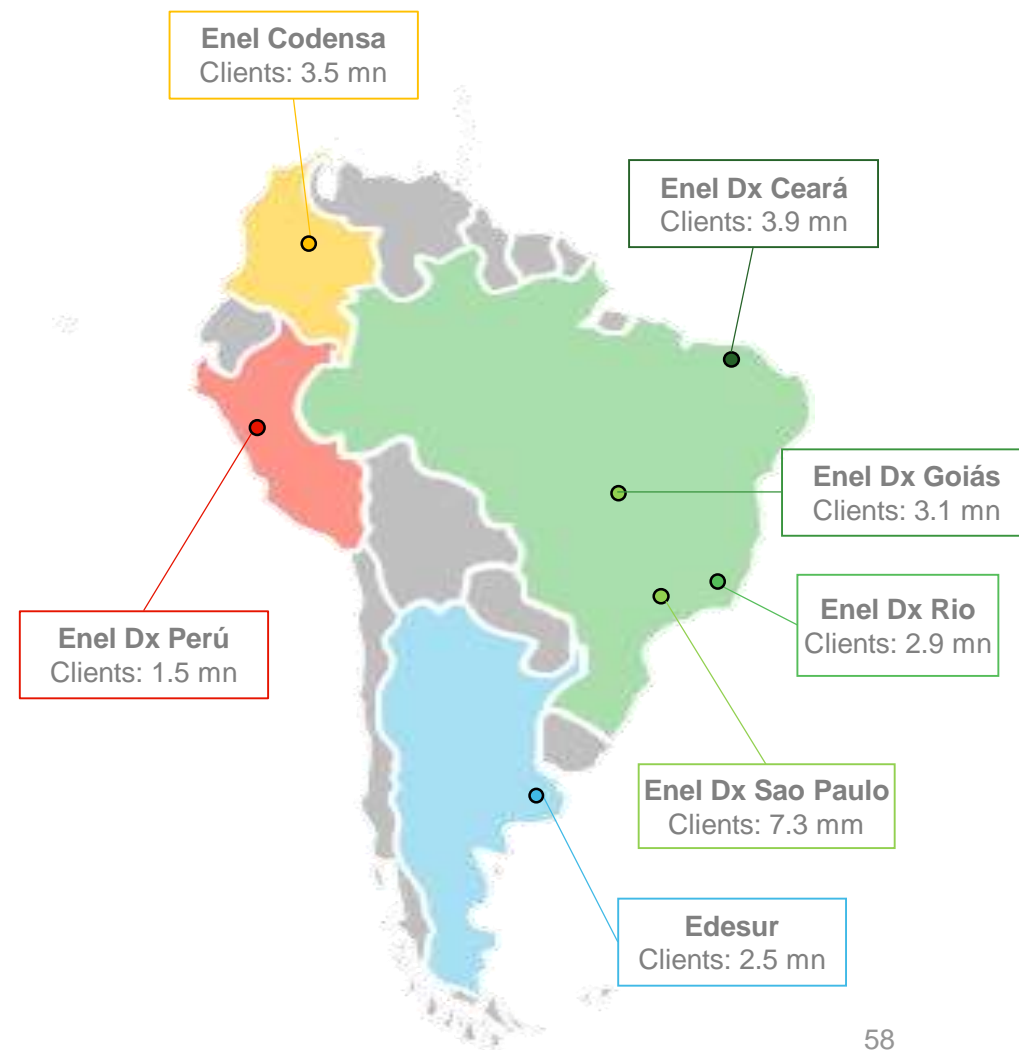 Enel Codensa
Clients: 3.5 mn
Enel Dx Ceará
Clients: 3.9 mn
Enel Dx Goiás
Clients: 3.1 mn
Enel Dx Rio
Clients: 2.9 mn
Enel Dx Perú
Clients: 1.5 mn
Enel Dx Sao Paulo
Clients: 7.3 mm
Edesur
Clients: 2.5 mn
58